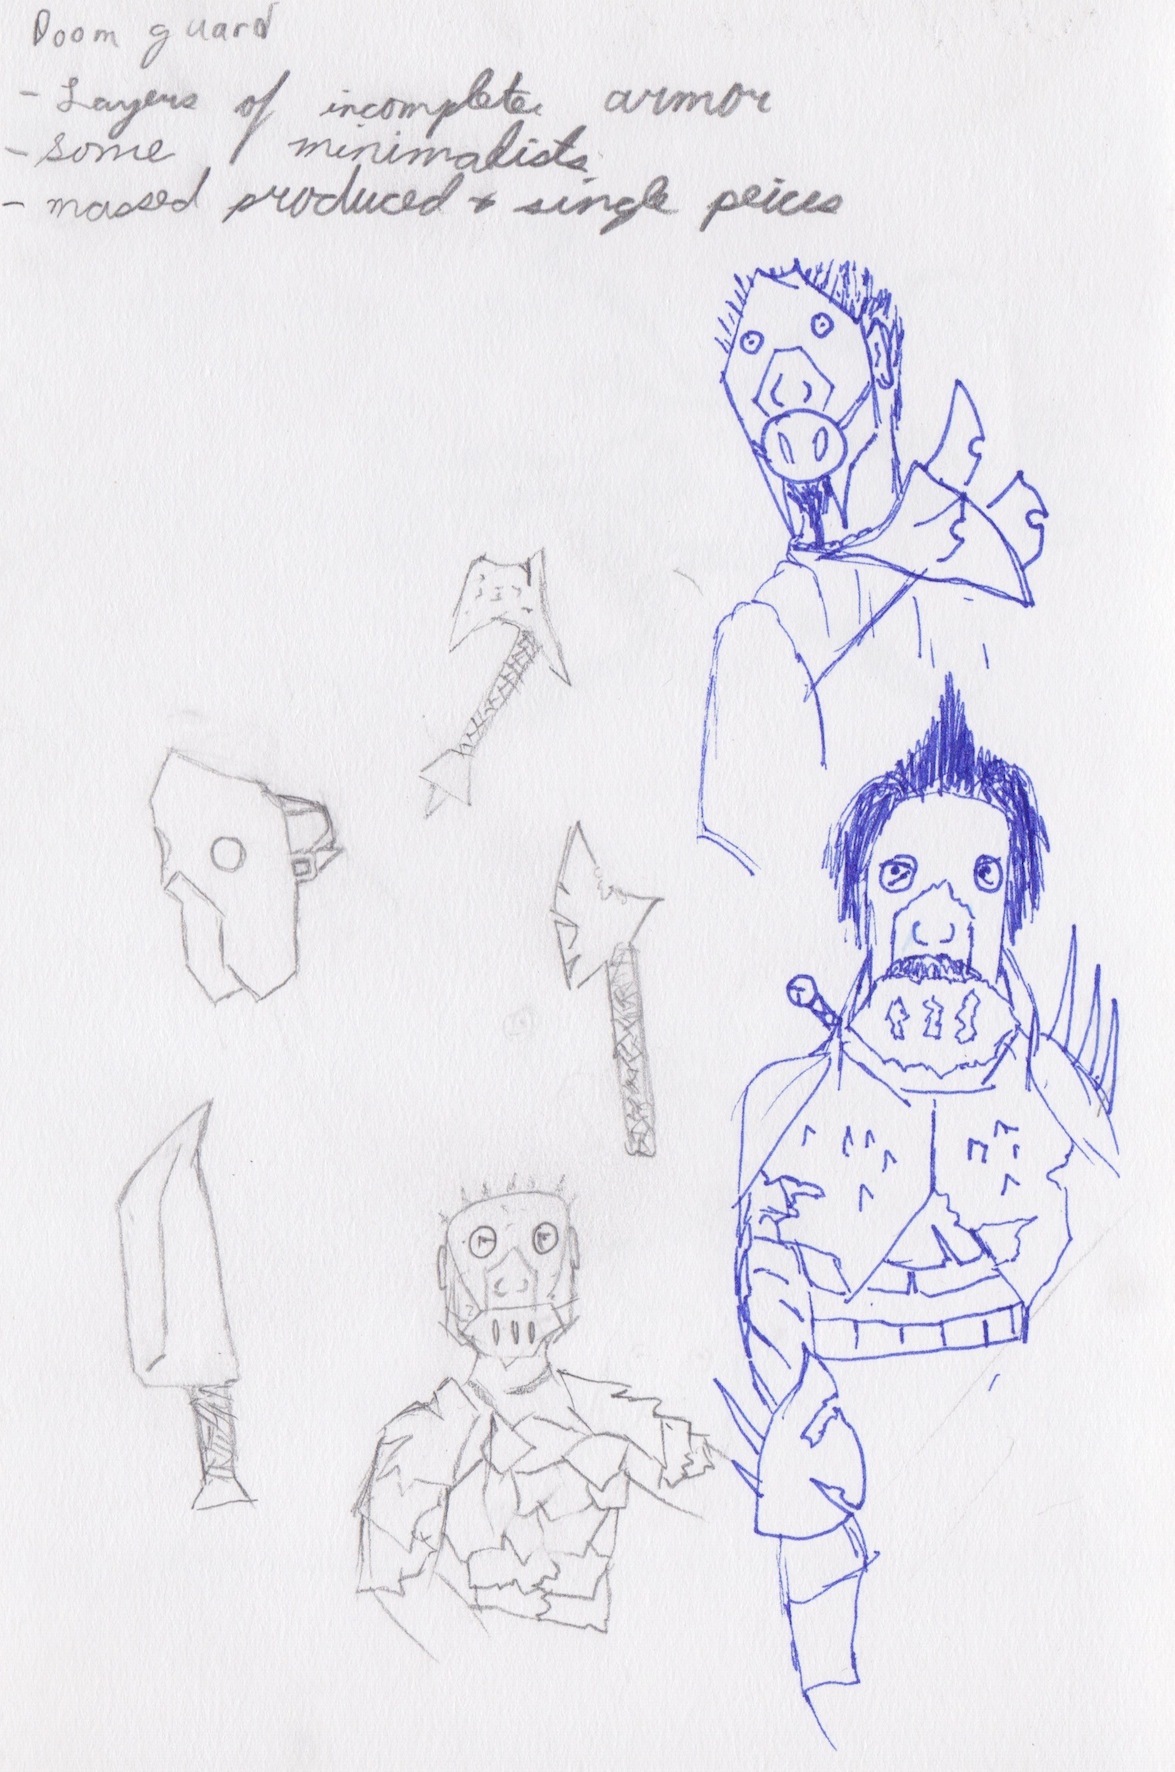 Doom guard
- Layers of incomplete armor
- Some minimalists
- massed produced + single peices